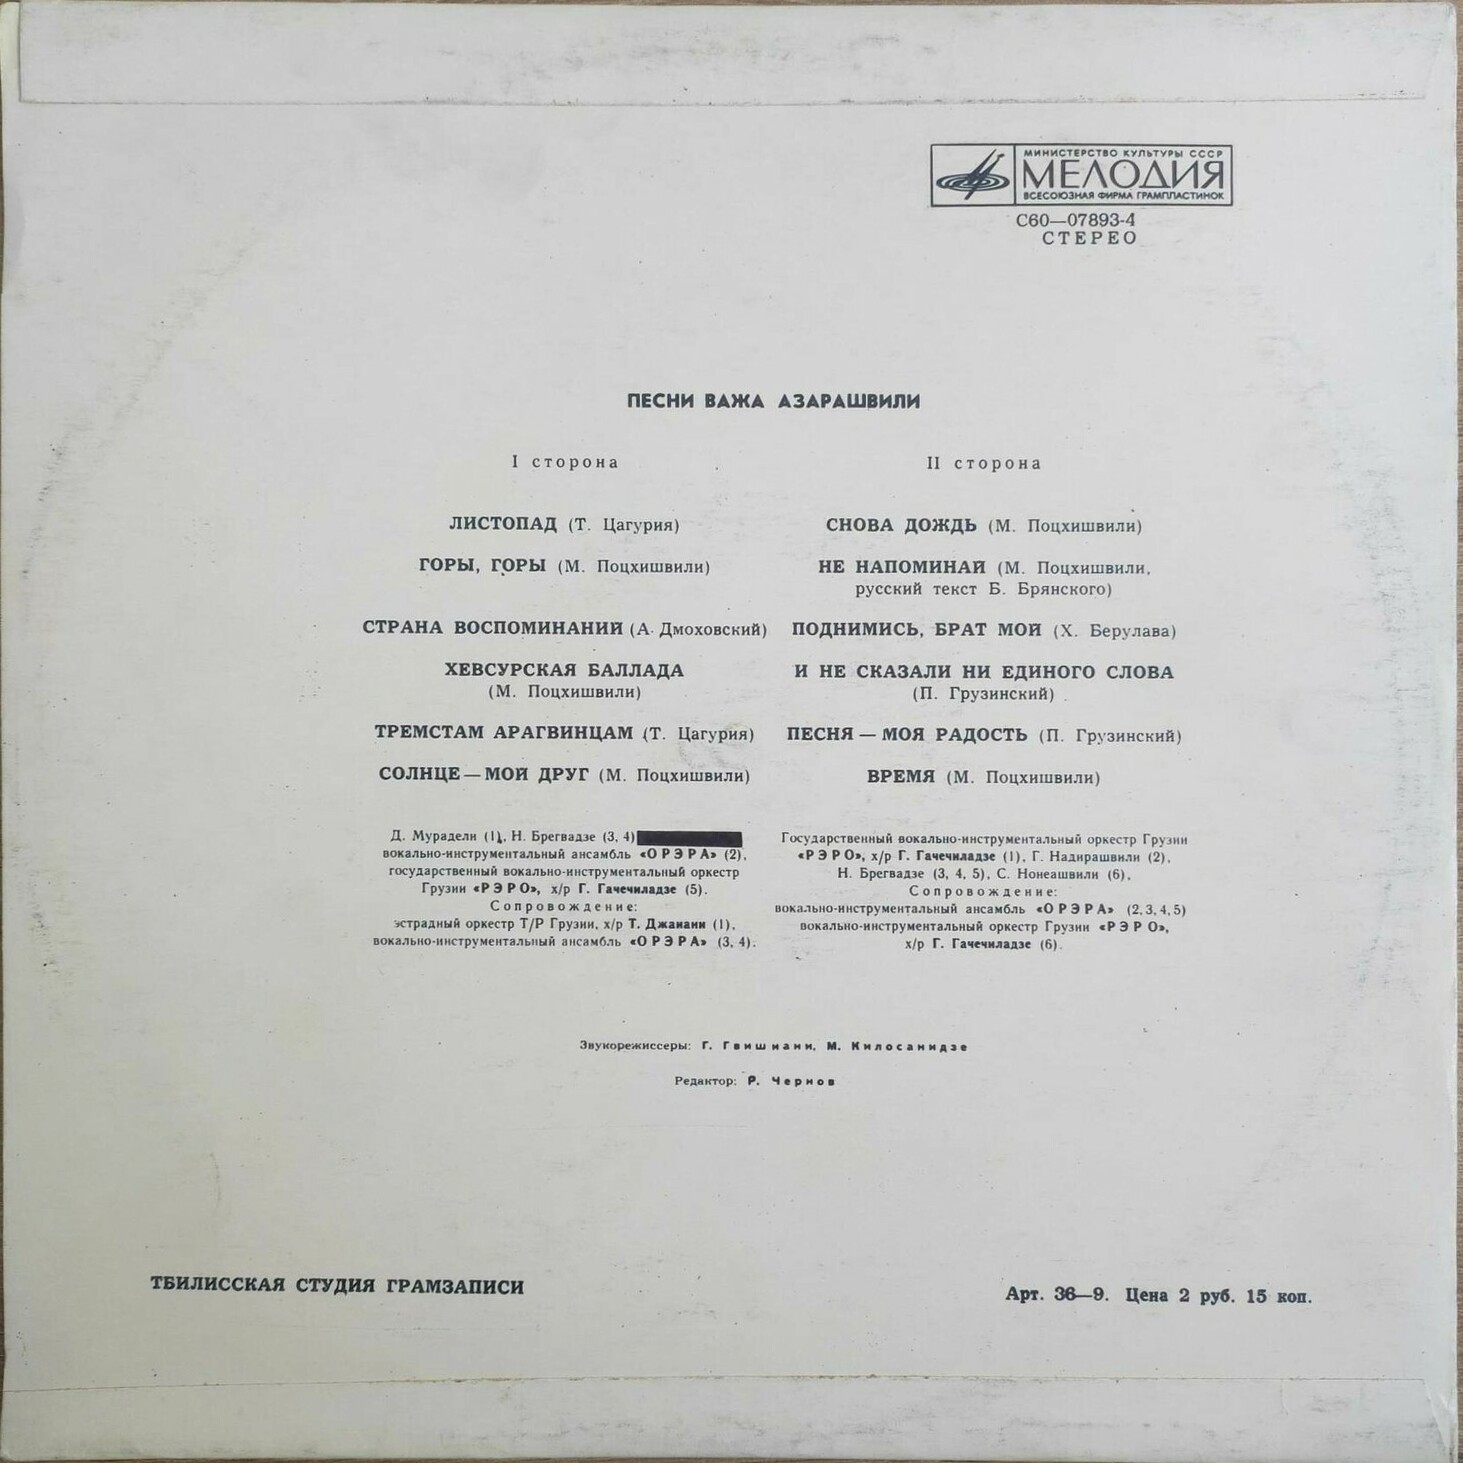 МИНИСТЕРСТВО КУЛЬТУРЫ СССР
МЕЛОДИЯ
ВСЕСОЮЗНАЯ ФИРМА ГРАМПЛАСТИНОК
С60—07893-4
СТЕРЕО
ПЕСНИ ВАЖА АЗАРАШВИЛИ
I сторона
ЛИСТОПАД (Т. Цагурия)
ГОРЫ, ГОРЫ (М. Поцхишвили)
СТРАНА ВОСПОМИНАНИЙ (А. Дмоховский)
ХЕВСУРСКАЯ БАЛЛАДА
(М. Поцхишвили)
ТРЕМСТАМ АРАГВИНЦАМ (Т. Цагурия)
СОЛНЦЕ — МОЙ ДРУГ (М. Поцхишвили)
Д. Мурадели (1), Н. Брегвадзе (3, 4)
вокально-инструментальный ансамбль «ОРЭРА» (2),
государственный вокально-инструментальный оркестр
Грузии «РЭРО», х/р Г. Гачечиладзе (5).
Сопровождение:
эстрадный оркестр Т/Р Грузии, х/р Т. Джанаии (1),
вокально-инструментальный ансамбль «ОРЭРА» (3, 4).
II сторона
СНОВА ДОЖДЬ (М. Поцхишвили)
НЕ НАПОМИНАЙ (М. Поцхишвили,
русский текст Б. Брянского)
ПОДНИМИСЬ, БРАТ МОЙ (Х. Берулава)
И НЕ СКАЗАЛИ НИ ЕДИНОГО СЛОВА
(П. Грузинский)
ПЕСНЯ — МОЯ РАДОСТЬ (П. Грузинский)
ВРЕМЯ (М. Поцхишвили)
Государственный вокально-инструментальный оркестр Грузии
«РЭРО», х/р Г. Гачечиладзе (1), Г. Надирашвили (2),
Н. Брегвадзе (3, 4, 5), С. Нонеашвили (6),
Сопровождение:
вокально-инструментальный ансамбль «ОРЭРА» (2,3,4,5)
вокально-инструментальный оркестр Грузии «РЭРО»,
х/р Г. Гачечиладзе (6).
Звукорежиссеры: Г. Гвишиани, М. Килосанидзе
Редактор: Р. Чернов
ТБИЛИССКАЯ СТУДИЯ ГРАМЗАПИСИ
Арт. 36—9. Цена 2 руб. 15 коп.